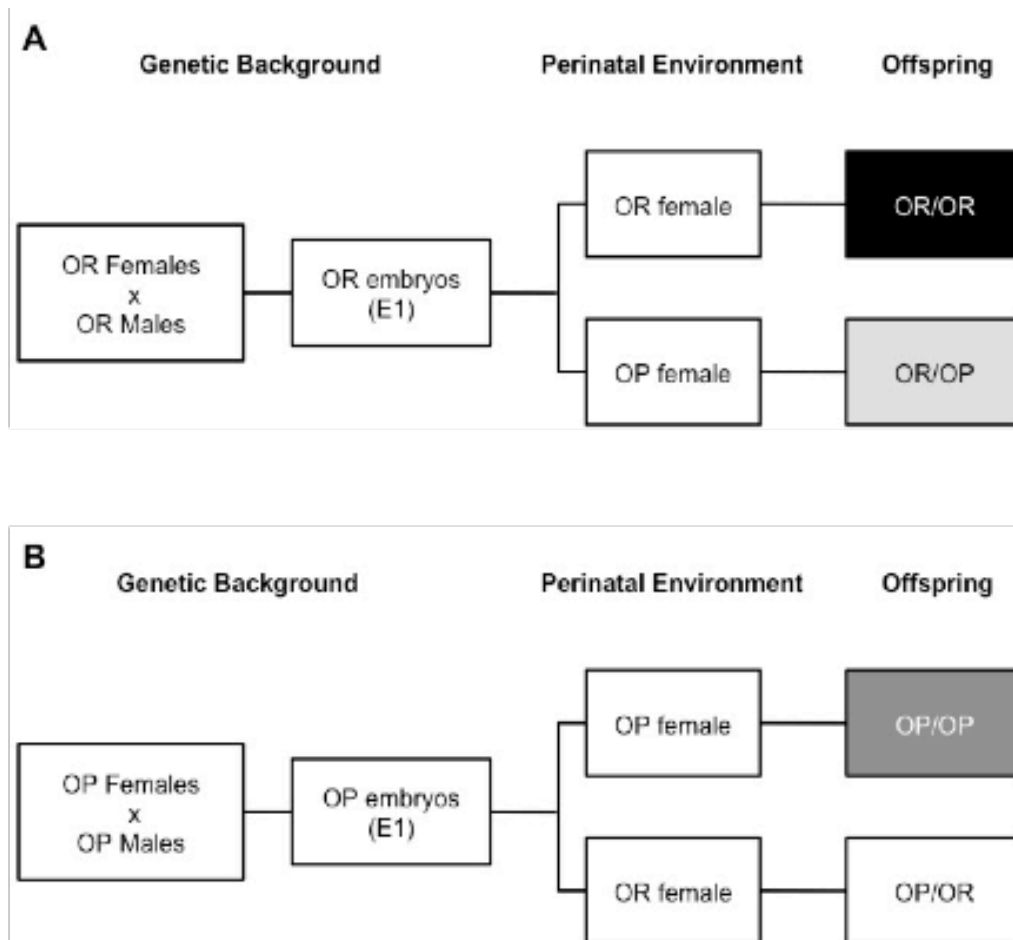 A
Genetic Background
Perinatal Environment
Offspring
OR Females
x
OR Males
OR embryos
(E1)
OR female
OR/OR
OP female
OR/OP
B
Genetic Background
Perinatal Environment
Offspring
OP Females
x
OP Males
OP embryos
(E1)
OP female
OP/OP
OR female
OP/OR